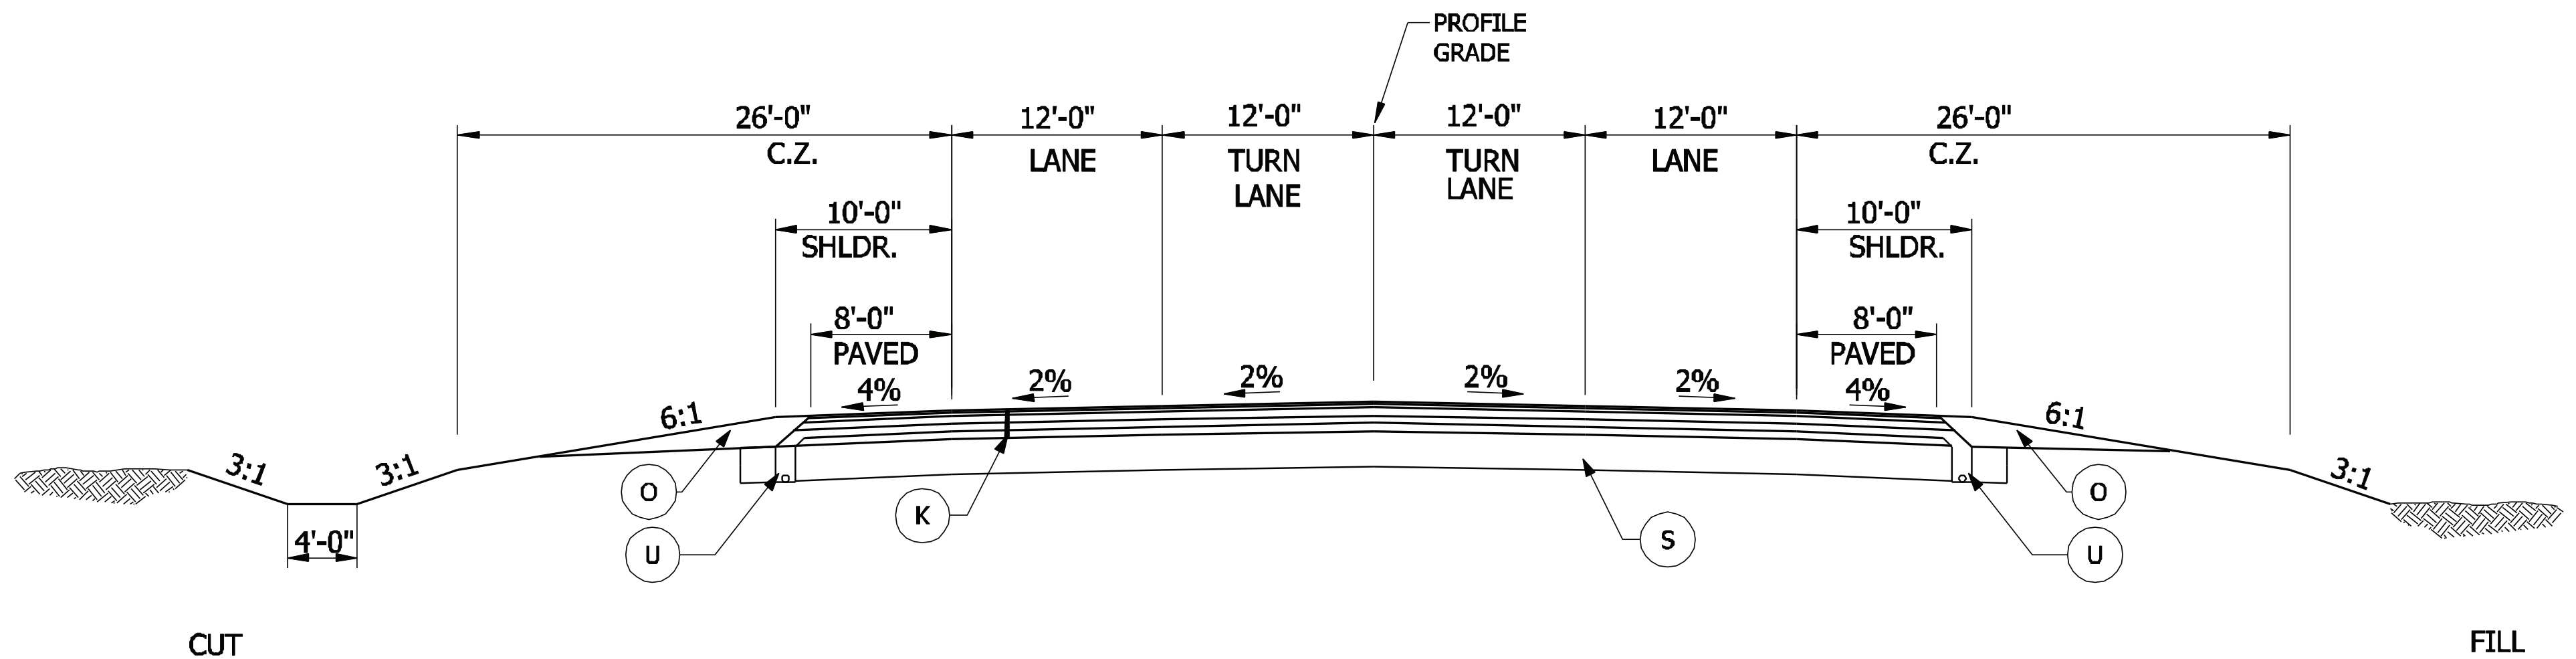 PROFILE
GRADE
26'-0"
12'-0"
12'-0"
12'-0"
12'-0"
26'-0"
C.Z.
LANE
TURN
LANE
TURN
LANE
LANE
C.Z.
10'-0"
SHLDR.
10'-0"
SHLDR.
8'-0"
PAVED
8'-0"
PAVED
4%
2%
2%
2%
2%
4%
6:1
6:1
3:1
3:1
3:1
O
K
S
O
U
U
4'-0"
CUT
FILL